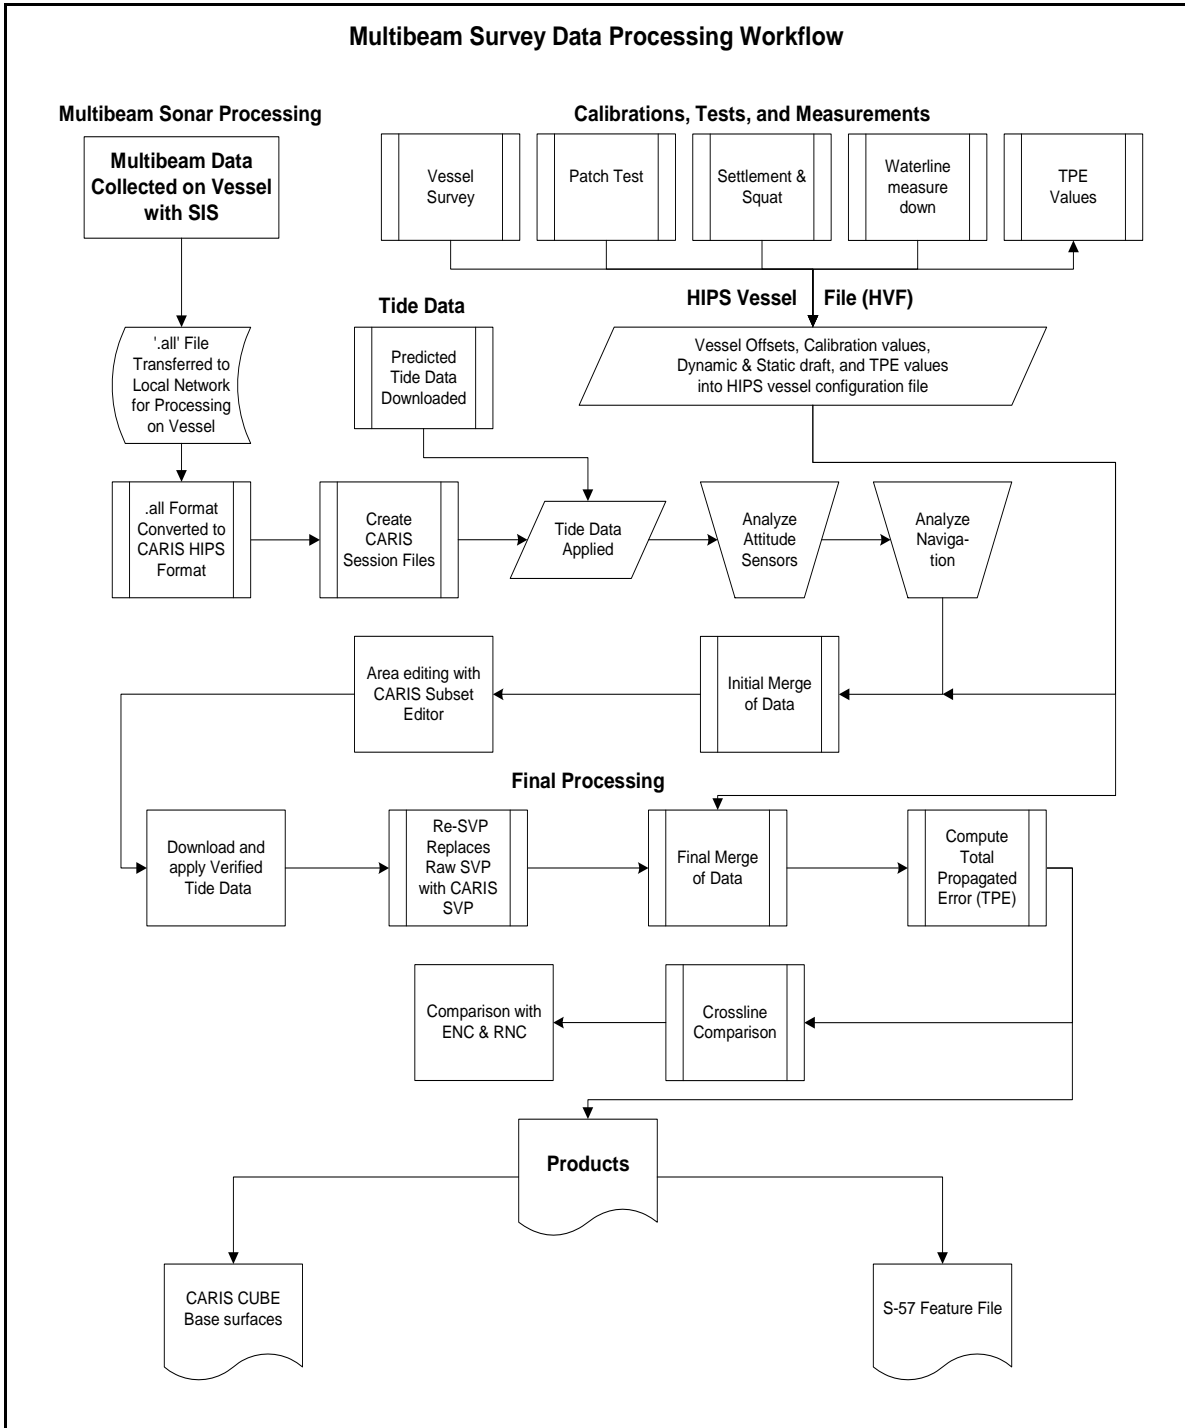 Multibeam Survey Data Processing Workflow
Multibeam Sonar Processing
Calibrations, Tests, and Measurements
Multibeam Data
Collected on Vessel
with SIS
Vessel
Survey
Patch Test
Settlement &
Squat
Waterline
measure
down
TPE
Values
Tide Data
HIPS Vessel File (HVF)
'.all' File
Transferred to
Local Network
for Processing
on Vessel
Predicted
Tide Data
Downloaded
Vessel Offsets, Calibration values,
Dynamic & Static draft, and TPE values
into HIPS vessel configuration file
.all Format
Converted to
CARIS HIPS
Format
Create
CARIS
Session Files
Tide Data
Applied
Analyze
Attitude
Sensors
Analyze
Naviga-
tion
Area editing with
CARIS Subset
Editor
Initial Merge
of Data
Final Processing
Download and
apply Verified
Tide Data
Re-SVP
Replaces
Raw SVP
with CARIS
SVP
Final Merge
of Data
Compute
Total
Propagated
Error (TPE)
Comparison with
ENC & RNC
Crossline
Comparison
Products
CARIS CUBE
Base surfaces
S-57 Feature File